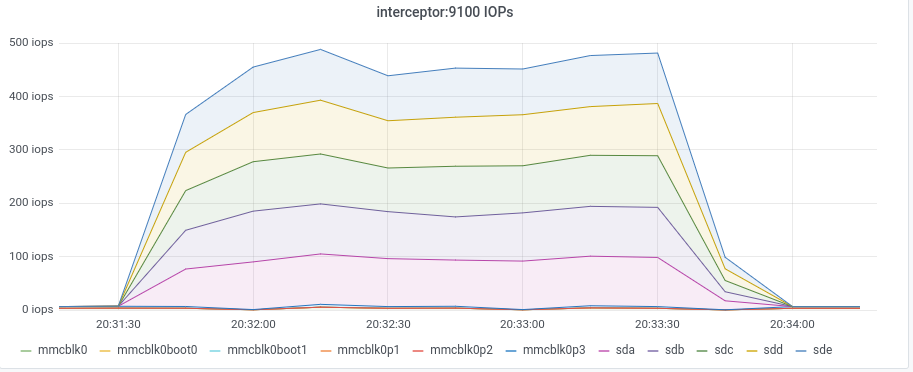 interceptor:9100 IOPs
500 iops
400 iops
300 iops
200 iops
100 iops
0 iops
20:31:30 20:32:00 20:32:30 20:33:00 20:33:30 20:34:00
mmcblk0 mmcblk0boot0 mmcblk0boot1 mmcblk0p1 mmcblk0p2 mmcblk0p3 sda sdb sdc sdd sde